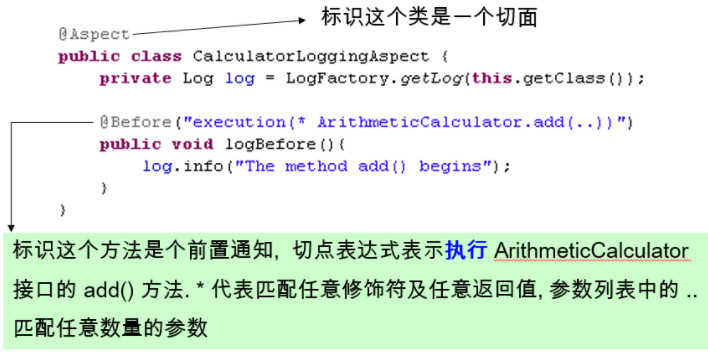 标识这个类是一个切面
@Aspect
public class CalculatorLoggingAspect {
private Log log = LogFactory.getLog(this.getClass());
@Before("execution(* ArithmeticCalculator.add(..))")
public void logBefore(){
log.info("The method add() begins");
}
}
标识这个方法是个前置通知, 切点表达式表示执行 ArithmeticCalculator
接口的 add() 方法. * 代表匹配任意修饰符及任意返回值, 参数列表中的 ..
匹配任意数量的参数